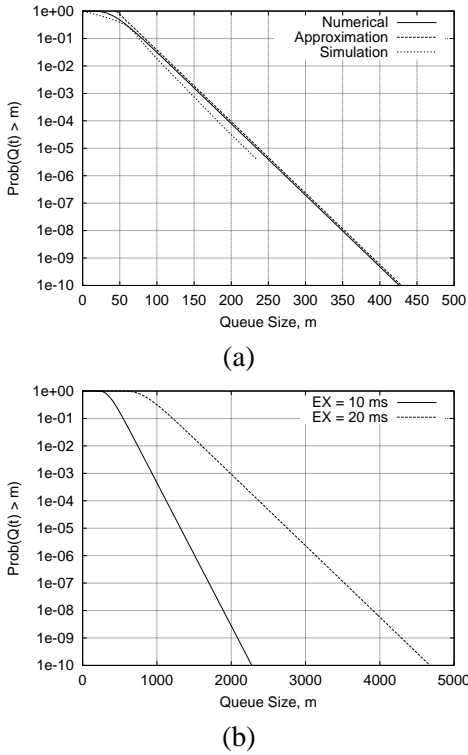 1e+00
1e-01
1e-02
1e-03
1e-04
1e-05
1e-06
1e-07
1e-08
1e-09
1e-10
Prob(Q(t) > m)
Numerical
Approximation
Simulation
0 50 100 150 200 250 300 350 400 450 500
Queue Size, m
(a)
1e+00
1e-01
1e-02
1e-03
1e-04
1e-05
1e-06
1e-07
1e-08
1e-09
1e-10
Prob(Q(t) > m)
EX = 10 ms
EX = 20 ms
0 1000 2000 3000 4000 5000
Queue Size, m
(b)